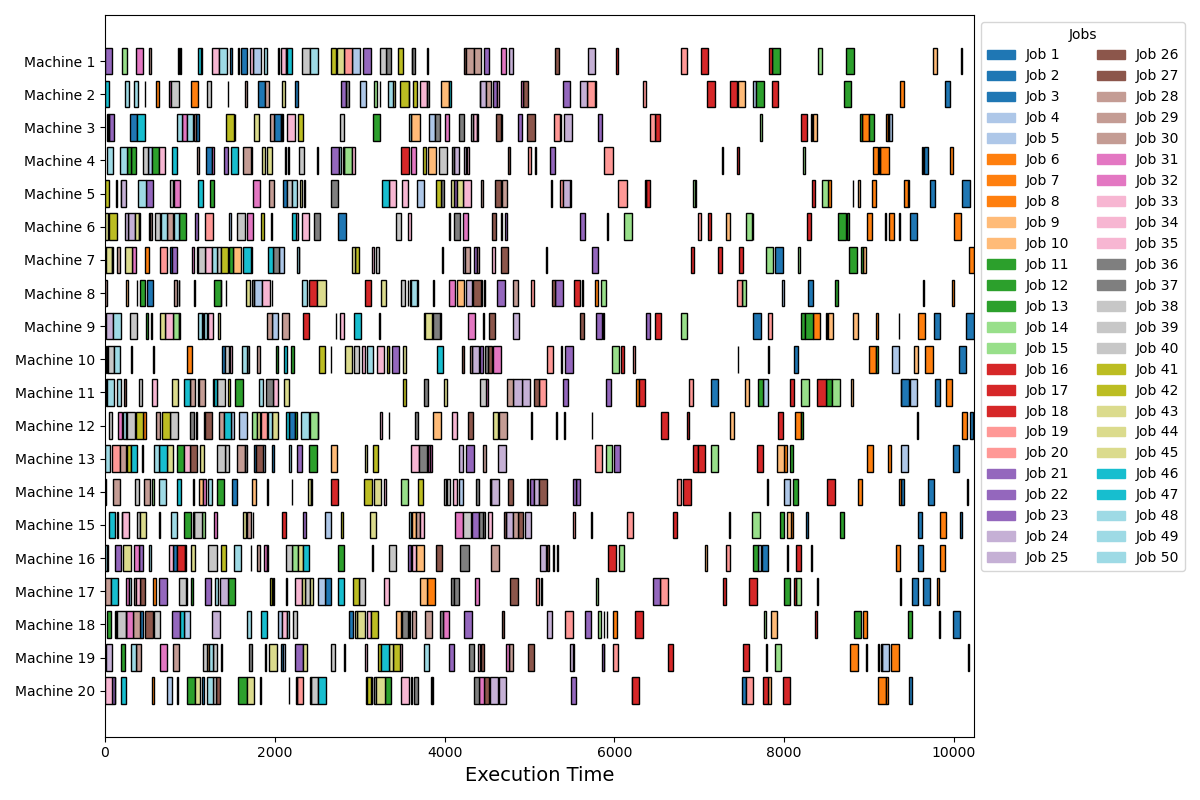 Machine 1
Machine 2
Machine 3
Machine 4
Machine 5
Machine 6
Machine 7
Machine 8
Machine 9
Machine 10
Machine 11
Machine 12
Machine 13
Machine 14
Machine 15
Machine 16
Machine 17
Machine 18
Machine 19
Machine 20
0 2000 4000 6000 8000 10000
Execution Time
Jobs
Job 1 Job 26
Job 2 Job 27
Job 3 Job 28
Job 4 Job 29
Job 5 Job 30
Job 6 Job 31
Job 7 Job 32
Job 8 Job 33
Job 9 Job 34
Job 10 Job 35
Job 11 Job 36
Job 12 Job 37
Job 13 Job 38
Job 14 Job 39
Job 15 Job 40
Job 16 Job 41
Job 17 Job 42
Job 18 Job 43
Job 19 Job 44
Job 20 Job 45
Job 21 Job 46
Job 22 Job 47
Job 23 Job 48
Job 24 Job 49
Job 25 Job 50